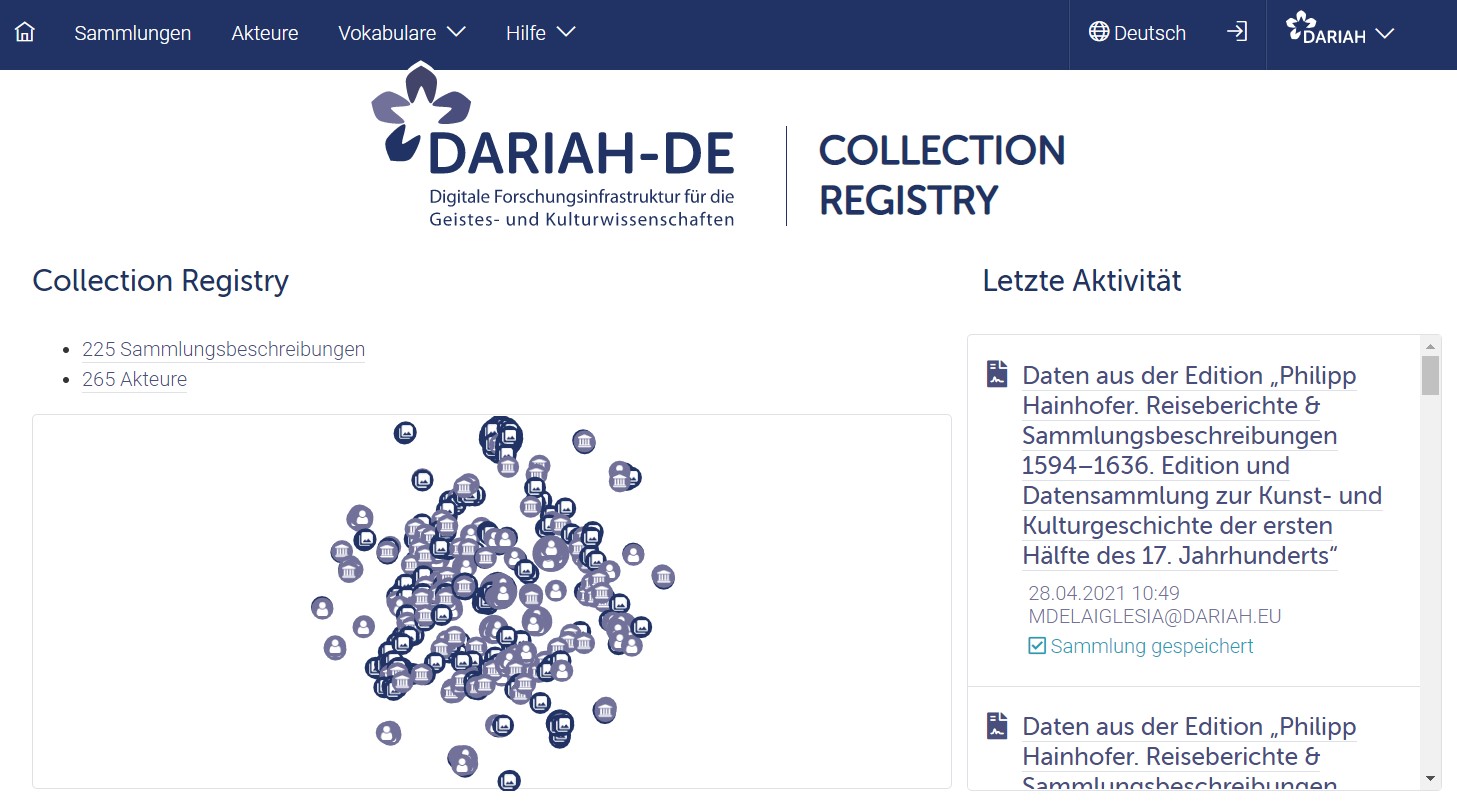 Sammlungen Akteure Vokabulare Hilfe Deutsch DARIAH
DARIAH-DE
Digitale Forschungsinfrastruktur für die
Geistes- und Kulturwissenschaften
COLLECTION
REGISTRY
Collection Registry
225 Sammlungsbeschreibungen
265 Akteure
Letzte Aktivität
Daten aus der Edition „Philipp
Hainhofer. Reiseberichte &
Sammlungsbeschreibungen
1594–1636. Edition und
Datensammlung zur Kunst- und
Kulturgeschichte der ersten
Hälfte des 17. Jahrhunderts“
28.04.2021 10:49
MDELAIGLESIA@DARIAH.EU
Sammlung gespeichert
Daten aus der Edition „Philipp
Hainhofer. Reiseberichte &
Sammlungsbeschreibungen